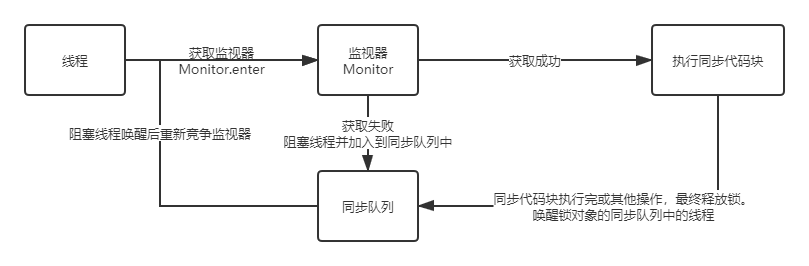 线程
获取监视器
Monitor.enter
监视器
Monitor
获取成功
执行同步代码块
获取失败
阻塞线程并加入到同步队列中
阻塞线程唤醒后重新竞争监视器
同步队列
同步代码块执行完或其他操作，最终释放锁。
唤醒锁对象的同步队列中的线程